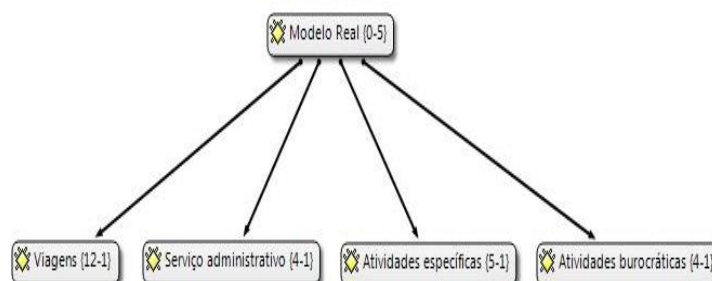 Modelo Real {0-5}
Viagens {12-1}
Serviço administrativo {4-1}
Atividades específicas {5-1}
Atividades burocráticas {4-1}